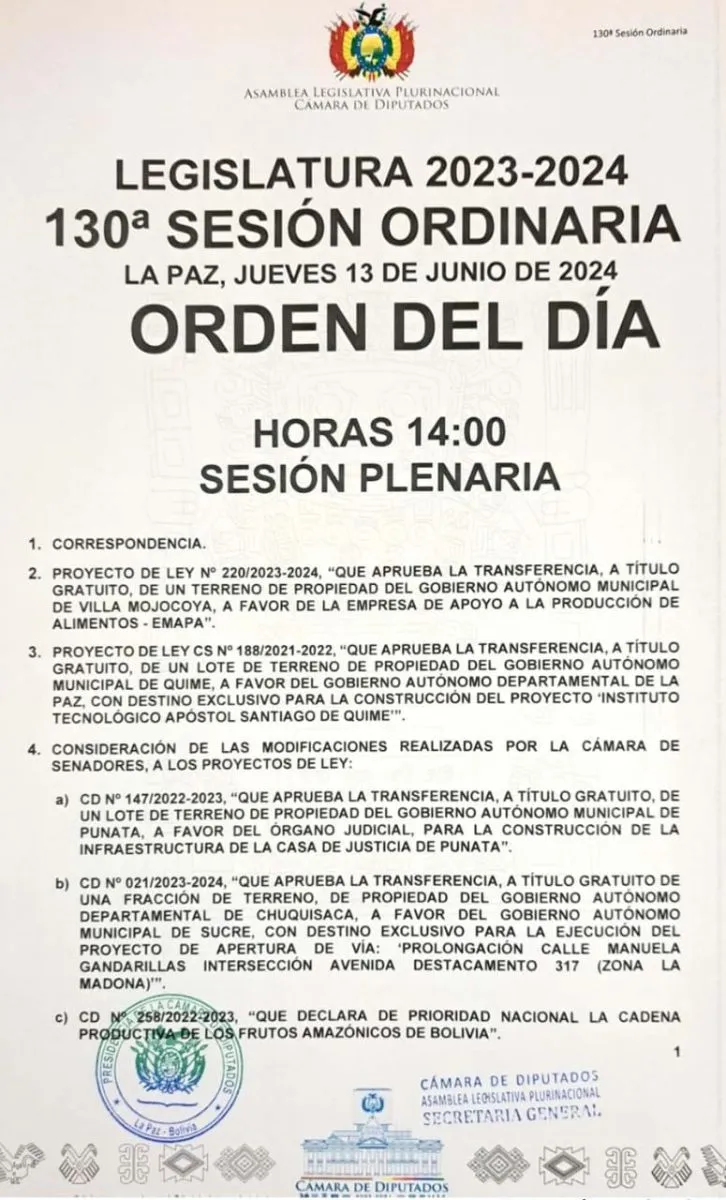 130ª Sesión Ordinaria
ASAMBLEA LEGISLATIVA PLURINACIONAL
CÁMARA DE DIPUTADOS
LEGISLATURA 2023-2024
130ª SESIÓN ORDINARIA
LA PAZ, JUEVES 13 DE JUNIO DE 2024
ORDEN DEL DÍA
HORAS 14:00
SESIÓN PLENARIA
1. CORRESPONDENCIA.
2. PROYECTO DE LEY Nº 220/2023-2024, “QUE APRUEBA LA TRANSFERENCIA, A TÍTULO
GRATUITO, DE UN TERRENO DE PROPIEDAD DEL GOBIERNO AUTÓNOMO MUNICIPAL
DE VILLA MOJOCOYA, A FAVOR DE LA EMPRESA DE APOYO A LA PRODUCCIÓN DE
ALIMENTOS - EMAPA”.
3. PROYECTO DE LEY CS Nº 188/2021-2022, “QUE APRUEBA LA TRANSFERENCIA, A TÍTULO
GRATUITO, DE UN LOTE DE TERRENO DE PROPIEDAD DEL GOBIERNO AUTÓNOMO
MUNICIPAL DE QUIME, A FAVOR DEL GOBIERNO AUTÓNOMO DEPARTAMENTAL DE LA
PAZ, CON DESTINO EXCLUSIVO PARA LA CONSTRUCCIÓN DEL PROYECTO ‘INSTITUTO
TECNOLÓGICO APÓSTOL SANTIAGO DE QUIME’”.
4. CONSIDERACIÓN DE LAS MODIFICACIONES REALIZADAS POR LA CÁMARA DE
SENADORES, A LOS PROYECTOS DE LEY:
a) CD Nº 147/2022-2023, “QUE APRUEBA LA TRANSFERENCIA, A TÍTULO GRATUITO, DE
UN LOTE DE TERRENO DE PROPIEDAD DEL GOBIERNO AUTÓNOMO MUNICIPAL DE
PUNATA, A FAVOR DEL ÓRGANO JUDICIAL, PARA LA CONSTRUCCIÓN DE LA
INFRAESTRUCTURA DE LA CASA DE JUSTICIA DE PUNATA”.
b) CD Nº 021/2023-2024, “QUE APRUEBA LA TRANSFERENCIA, A TÍTULO GRATUITO DE
UNA FRACCIÓN DE TERRENO, DE PROPIEDAD DEL GOBIERNO AUTÓNOMO
DEPARTAMENTAL DE CHUQUISACA, A FAVOR DEL GOBIERNO AUTÓNOMO
MUNICIPAL DE SUCRE, CON DESTINO EXCLUSIVO PARA LA EJECUCIÓN DEL
PROYECTO DE APERTURA DE VÍA: ‘PROLONGACIÓN CALLE MANUELA
GANDARILLAS INTERSECCIÓN AVENIDA DESTACAMENTO 317 (ZONA LA
MADONA)’”.
c) CD Nº 258/2022-2023, “QUE DECLARA DE PRIORIDAD NACIONAL LA CADENA
PRODUCTIVA DE LOS FRUTOS AMAZÓNICOS DE BOLIVIA”.
1
PRESIDENCIA DE LA CAMARA DE DIPUTADOS
La Paz - Bolivia
CÁMARA DE DIPUTADOS
ASAMBLEA LEGISLATIVA PLURINACIONAL
SECRETARIA GENERAL
CÁMARA DE DIPUTADOS